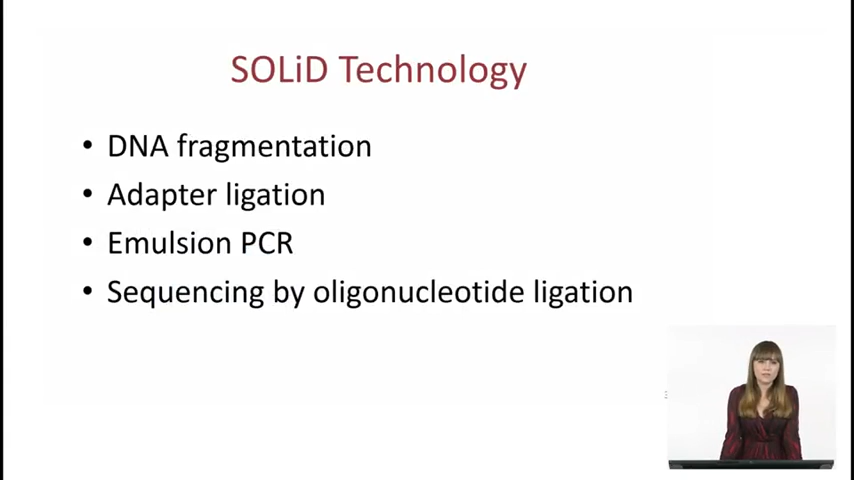 SOLiD Technology
• DNA fragmentation
• Adapter ligation
• Emulsion PCR
• Sequencing by oligonucleotide ligation